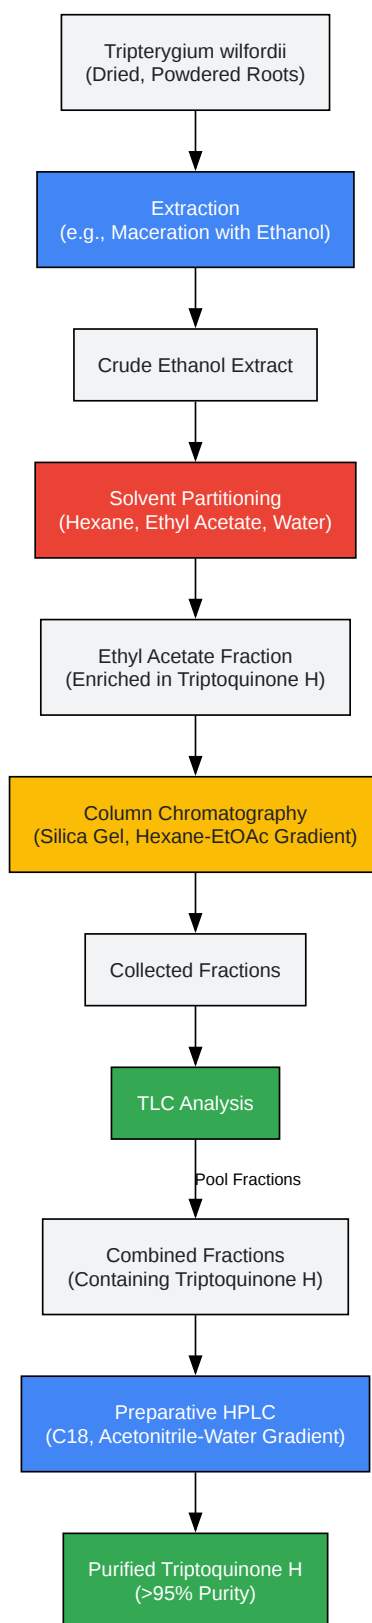 Tripterygium wilfordii
(Dried, Powdered Roots)
Extraction
(e.g., Maceration with Ethanol)
Crude Ethanol Extract
Solvent Partitioning
(Hexane, Ethyl Acetate, Water)
Ethyl Acetate Fraction
(Enriched in Triptoquinone H)
Column Chromatography
(Silica Gel, Hexane-EtOAc Gradient)
Collected Fractions
TLC Analysis
Pool Fractions
Combined Fractions
(Containing Triptoquinone H)
Preparative HPLC
(C18, Acetonitrile-Water Gradient)
Purified Triptoquinone H
(>95% Purity)